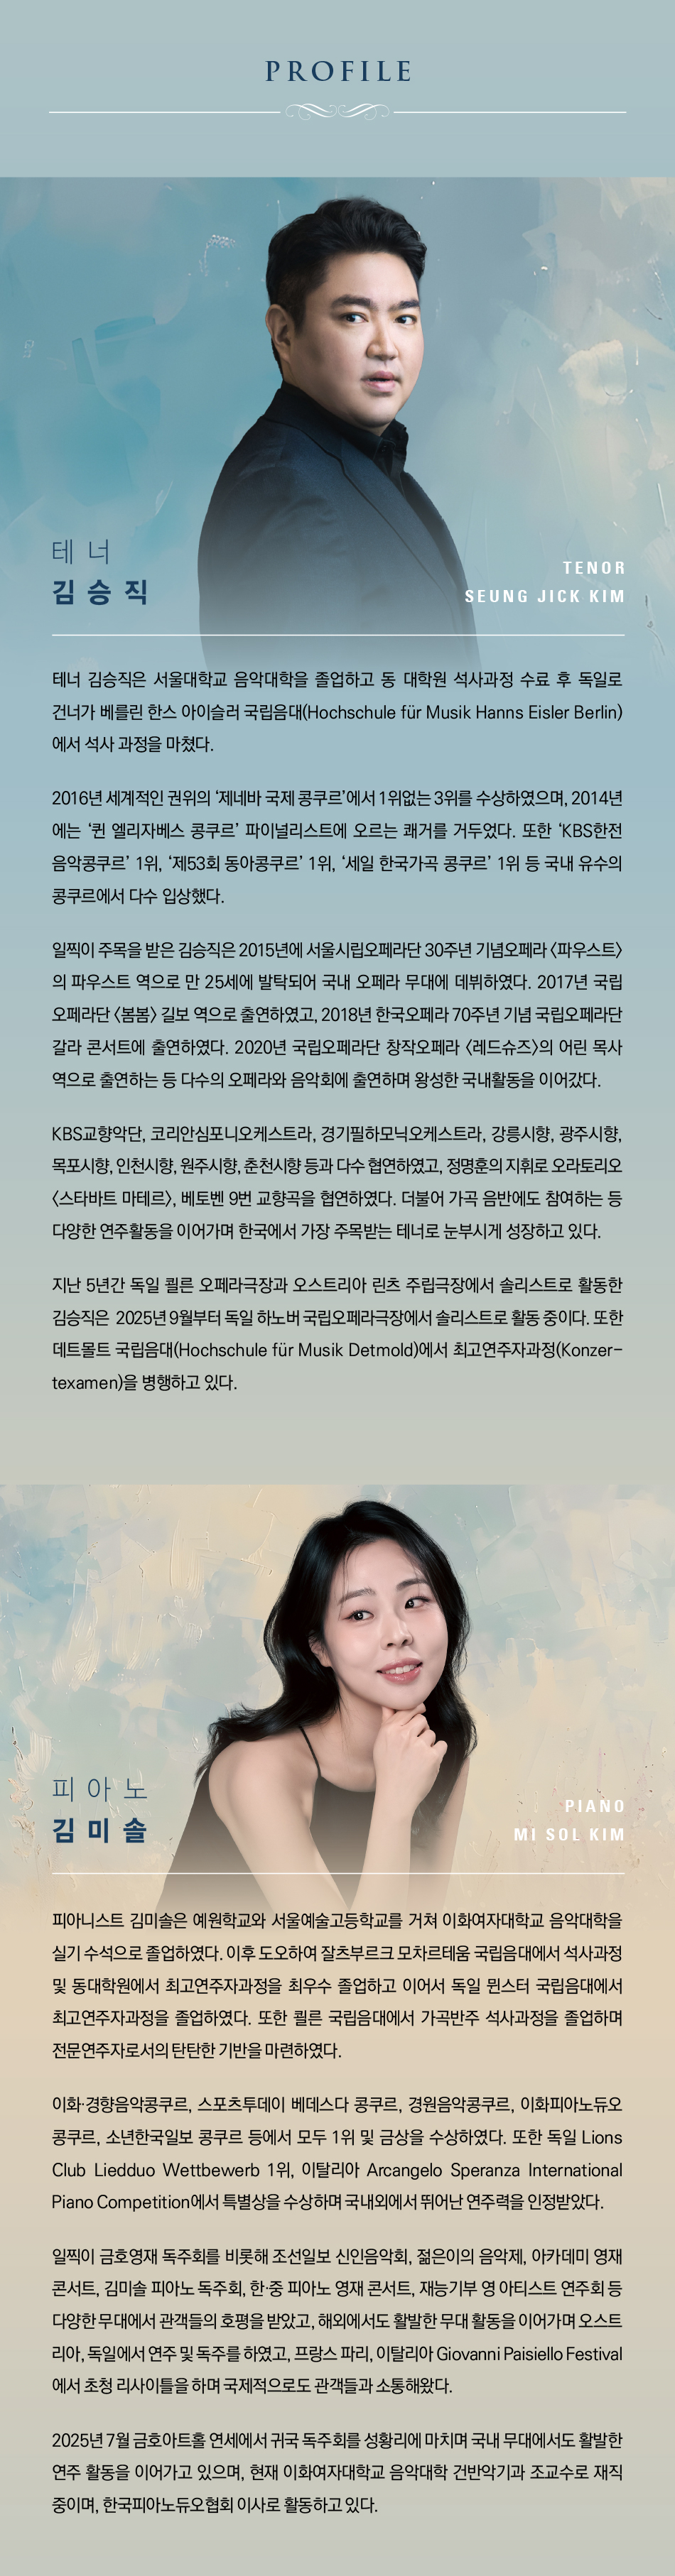 PROFILE
테너
김승직
TENOR
SEUNG JICK KIM
테너 김승직은 서울대학교 음악대학을 졸업하고 동 대학원 석사과정 수료 후 독일로
건너가 베를린 한스 아이슬러 국립음대(Hochschule für Musik Hanns Eisler Berlin)
에서 석사 과정을 마쳤다.
2016년 세계적인 권위의 ‘제네바 국제 콩쿠르’에서 1위없는 3위를 수상하였으며, 2014년
에는 ‘퀸 엘리자베스 콩쿠르’ 파이널리스트에 오르는 쾌거를 거두었다. 또한 ‘KBS한전
음악콩쿠르’ 1위, ‘제53회 동아콩쿠르’ 1위, ‘세일 한국가곡 콩쿠르’ 1위 등 국내 유수의
콩쿠르에서 다수 입상했다.
일찍이 주목을 받은 김승직은 2015년에 서울시립오페라단 30주년 기념오페라 〈파우스트〉
의 파우스트 역으로 만 25세에 발탁되어 국내 오페라 무대에 데뷔하였다. 2017년 국립
오페라단 〈봄봄〉 길보 역으로 출연하였고, 2018년 한국오페라 70주년 기념 국립오페라단
갈라 콘서트에 출연하였다. 2020년 국립오페라단 창작오페라 〈레드슈즈〉의 어린 목사
역으로 출연하는 등 다수의 오페라와 음악회에 출연하며 왕성한 국내활동을 이어갔다.
KBS교향악단, 코리안심포니오케스트라, 경기필하모닉오케스트라, 강릉시향, 광주시향,
목포시향, 인천시향, 원주시향, 춘천시향 등과 다수 협연하였고, 정명훈의 지휘로 오라토리오
〈스타바트 마테르〉, 베토벤 9번 교향곡을 협연하였다. 더불어 가곡 음반에도 참여하는 등
다양한 연주활동을 이어가며 한국에서 가장 주목받는 테너로 눈부시게 성장하고 있다.
지난 5년간 독일 쾰른 오페라극장과 오스트리아 린츠 주립극장에서 솔리스트로 활동한
김승직은 2025년 9월부터 독일 하노버 국립오페라극장에서 솔리스트로 활동 중이다. 또한
데트몰트 국립음대(Hochschule für Musik Detmold)에서 최고연주자과정(Konzer-
texamen)을 병행하고 있다.
피아노
김미솔
PIANO
MI SOL KIM
피아니스트 김미솔은 예원학교와 서울예술고등학교를 거쳐 이화여자대학교 음악대학을
실기 수석으로 졸업하였다. 이후 도오하여 잘츠부르크 모차르테움 국립음대에서 석사과정
및 동대학원에서 최고연주자과정을 최우수 졸업하고 이어서 독일 뮌스터 국립음대에서
최고연주자과정을 졸업하였다. 또한 쾰른 국립음대에서 가곡반주 석사과정을 졸업하며
전문연주자로서의 탄탄한 기반을 마련하였다.
이화·경향음악콩쿠르, 스포츠투데이 베데스다 콩쿠르, 경원음악콩쿠르, 이화피아노듀오
콩쿠르, 소년한국일보 콩쿠르 등에서 모두 1위 및 금상을 수상하였다. 또한 독일 Lions
Club Liedduo Wettbewerb 1위, 이탈리아 Arcangelo Speranza International
Piano Competition에서 특별상을 수상하며 국내외에서 뛰어난 연주력을 인정받았다.
일찍이 금호영재 독주회를 비롯해 조선일보 신인음악회, 젊은이의 음악제, 아카데미 영재
콘서트, 김미솔 피아노 독주회, 한·중 피아노 영재 콘서트, 재능기부 영 아티스트 연주회 등
다양한 무대에서 관객들의 호평을 받았고, 해외에서도 활발한 무대 활동을 이어가며 오스트
리아, 독일에서 연주 및 독주를 하였고, 프랑스 파리, 이탈리아 Giovanni Paisiello Festival
에서 초청 리사이틀을 하며 국제적으로도 관객들과 소통해왔다.
2025년 7월 금호아트홀 연세에서 귀국 독주회를 성황리에 마치며 국내 무대에서도 활발한
연주 활동을 이어가고 있으며, 현재 이화여자대학교 음악대학 건반악기과 조교수로 재직
중이며, 한국피아노듀오협회 이사로 활동하고 있다.